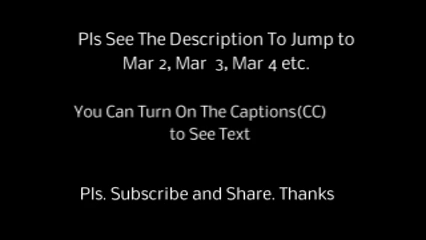 Pls See The Description To Jump to
Mar 2, Mar 3, Mar 4 etc.
You Can Turn On The Captions(CC)
to See Text
Pls. Subscribe and Share. Thanks